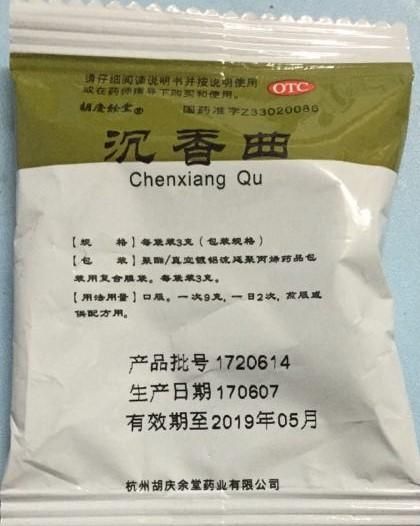 请仔细阅读说明书并按说明使用
或在药师指导下购买和使用。
OTC
胡庆余堂®
国药准字Z33020086
沉香曲
Chenxiang Qu
【规格】每袋装3克（包装规格）
【包装】聚酯/真空镀铝流延聚丙烯药品包
装用复合膜袋。每袋装3克。
【用法用量】口服。一次9克，一日2次，煎服或
供配方用。
产品批号 1720614
生产日期 170607
有效期至 2019年05月
杭州胡庆余堂药业有限公司